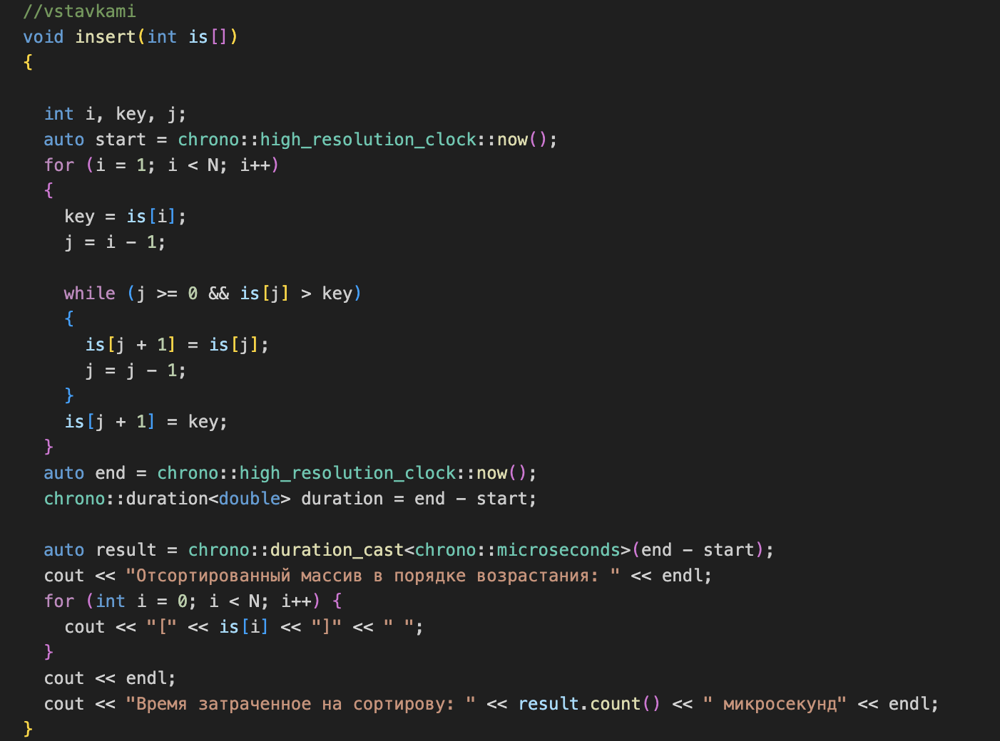 //vstavkami
void insert(int is[])
{
int i, key, j;
auto start = chrono::high_resolution_clock::now();
for (i = 1; i < N; i++)
{
key = is[i];
j = i - 1;
while (j >= 0 && is[j] > key)
{
is[j + 1] = is[j];
j = j - 1;
}
is[j + 1] = key;
}
auto end = chrono::high_resolution_clock::now();
chrono::duration<double> duration = end - start;
auto result = chrono::duration_cast<chrono::microseconds>(end - start);
cout << "Отсортированный массив в порядке возрастания: " << endl;
for (int i = 0; i < N; i++) {
cout << "[" << is[i] << "]" << " ";
}
cout << endl;
cout << "Время затраченное на сортирову: " << result.count() << " микросекунд" << endl;
}